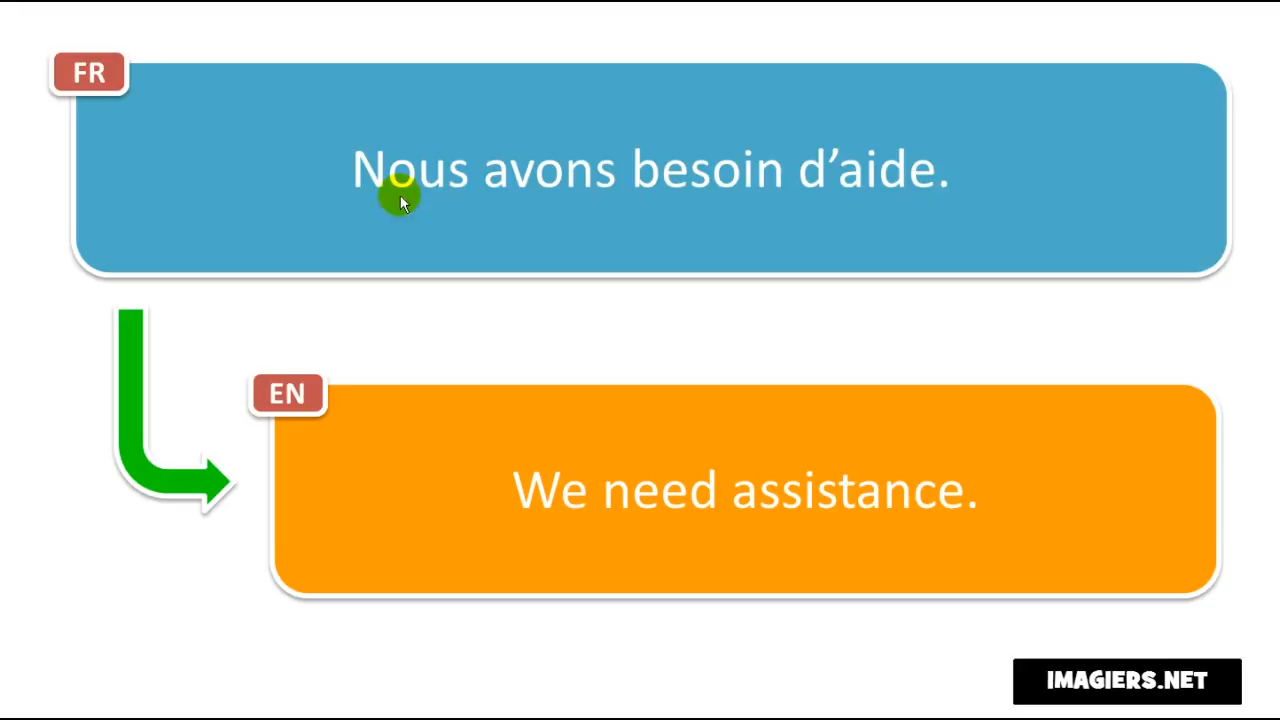 FR
Nous avons besoin d’aide.
EN
We need assistance.
IMAGIERS.NET